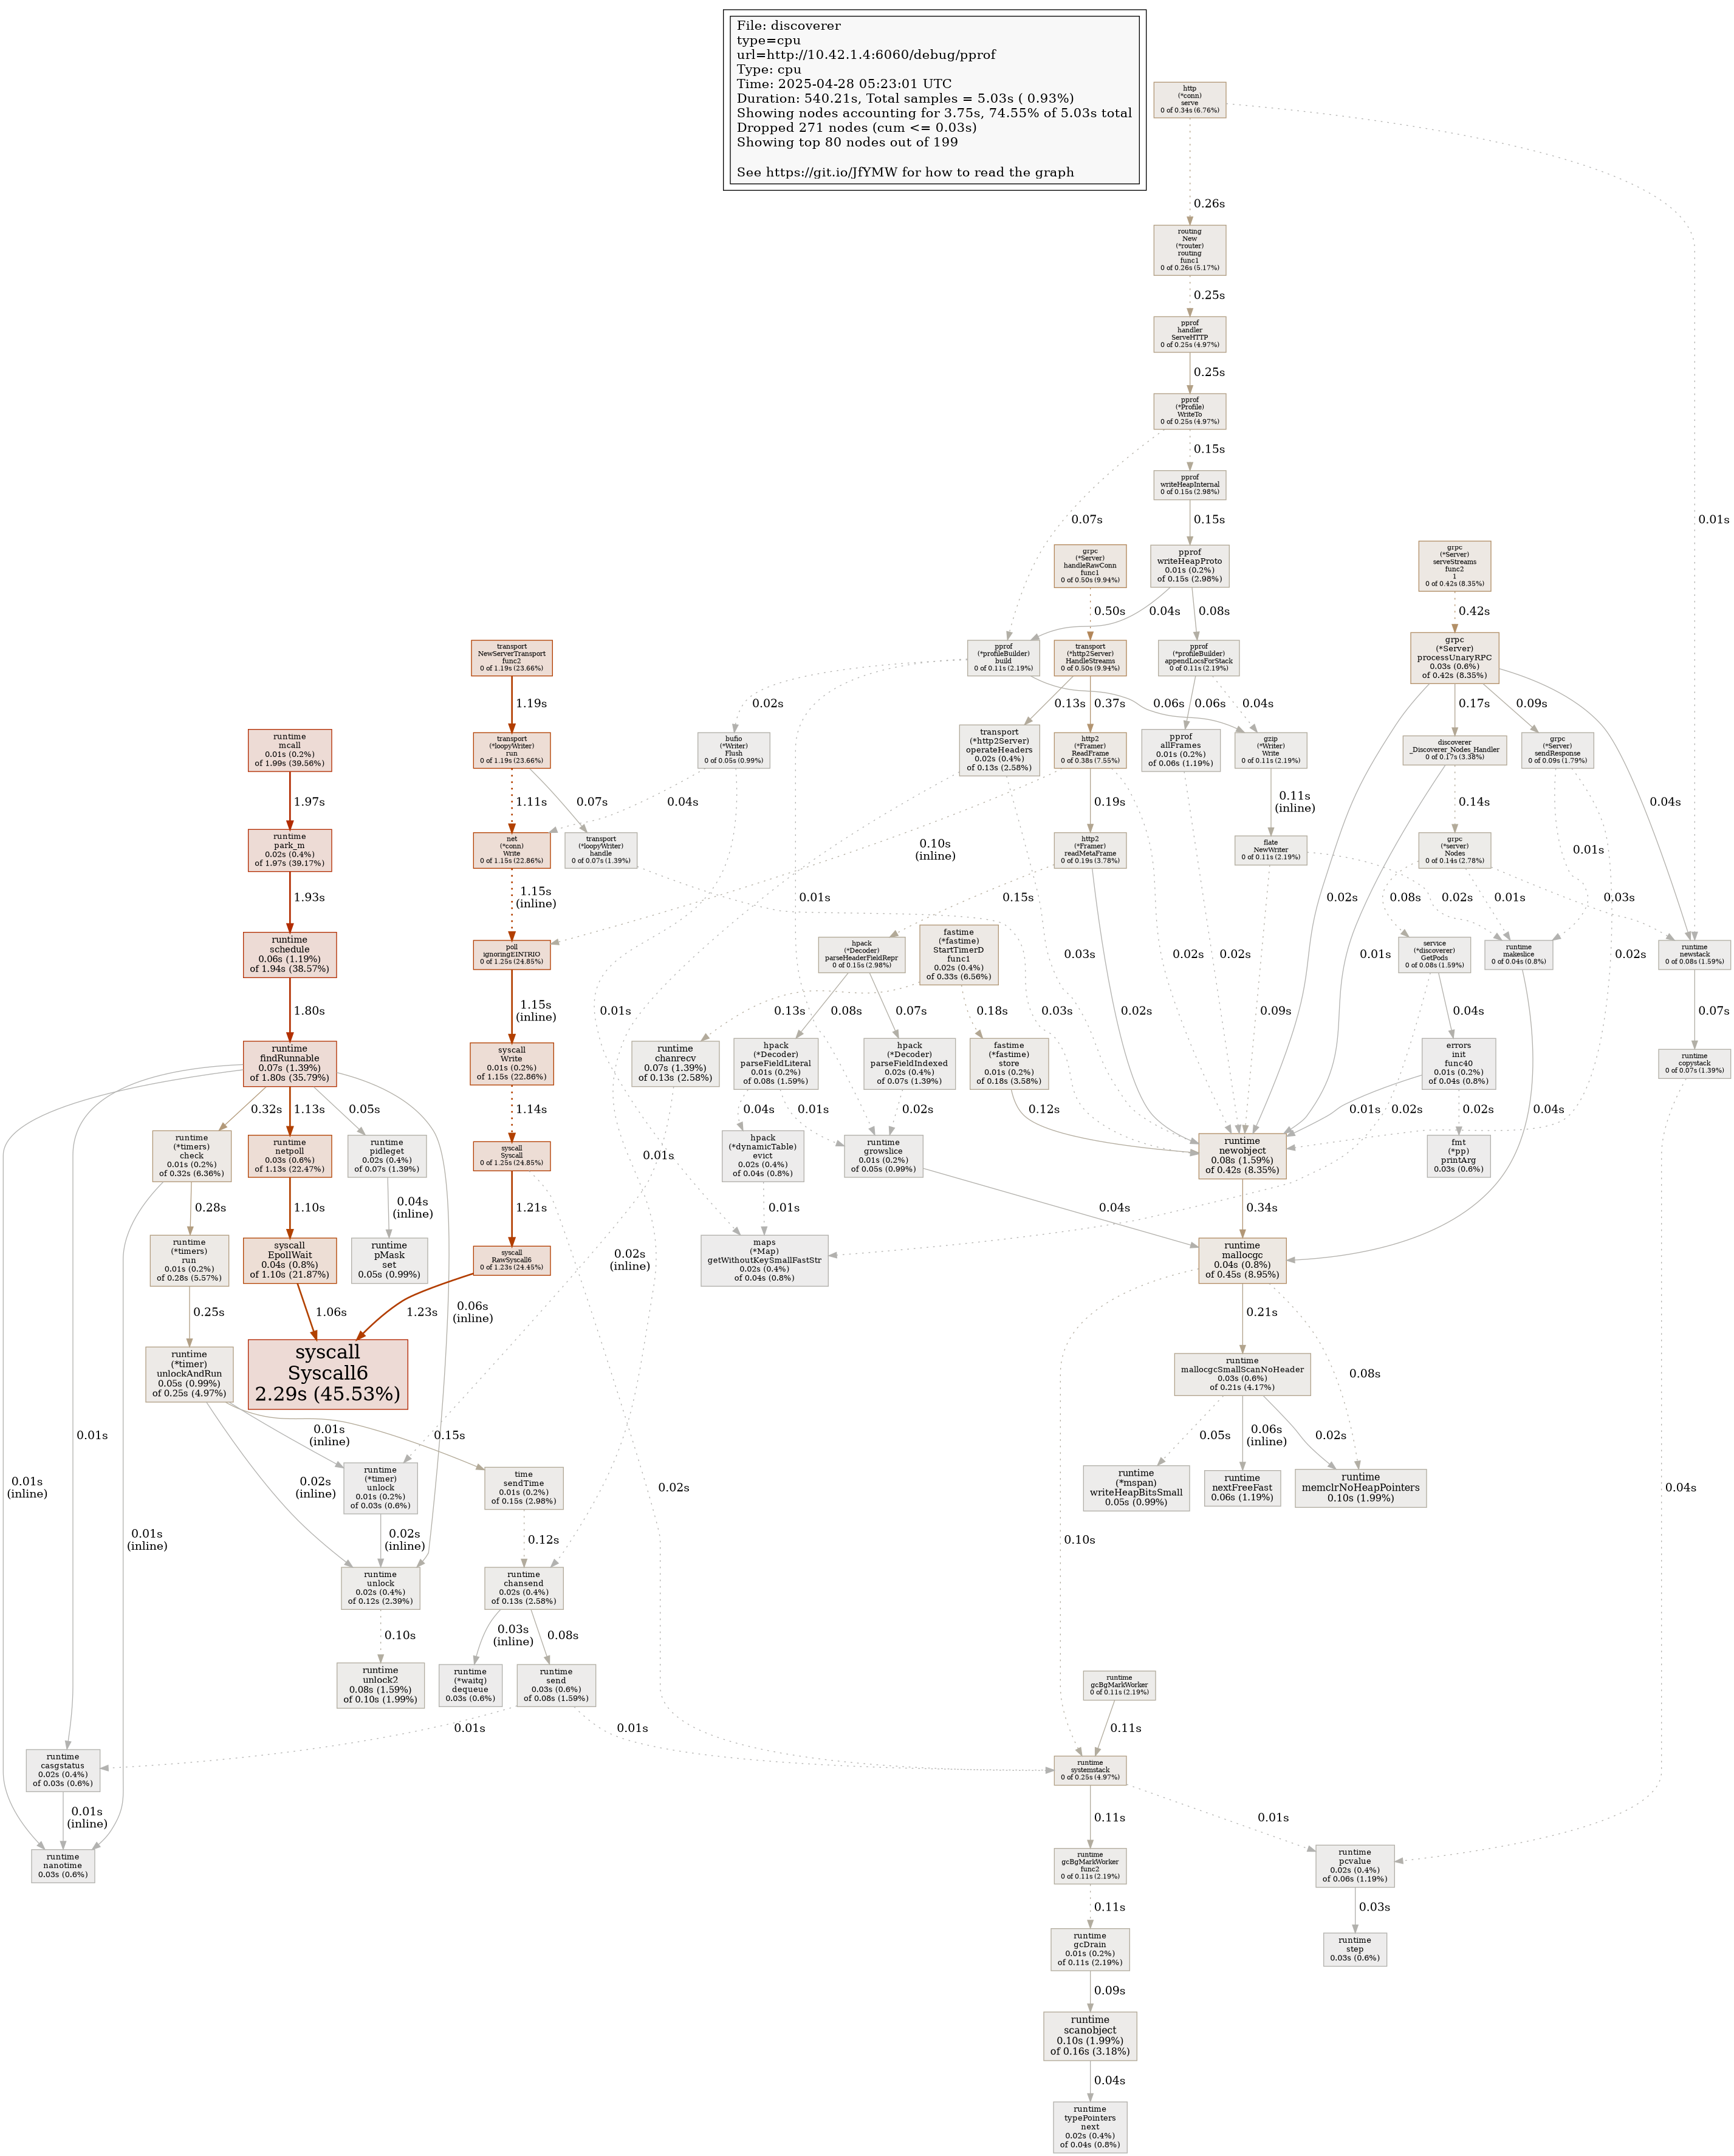 File: discoverer
type=cpu
url=http://10.42.1.4:6060/debug/pprof
Type: cpu
Time: 2025-04-28 05:23:01 UTC
Duration: 540.21s, Total samples = 5.03s ( 0.93%)
Showing nodes accounting for 3.75s, 74.55% of 5.03s total
Dropped 271 nodes (cum <= 0.03s)
Showing top 80 nodes out of 199
See https://git.io/JfYMW for how to read the graph
http
(*conn)
serve
0 of 0.34s (6.76%)
0.26s
routing
New
(*router)
routing
func1
0 of 0.26s (5.17%)
0.25s
pprof
handler
ServeHTTP
0 of 0.25s (4.97%)
0.25s
pprof
(*Profile)
WriteTo
0 of 0.25s (4.97%)
0.15s
pprof
writeHeapInternal
0 of 0.15s (2.98%)
0.07s
0.15s
0.01s
grpc
(*Server)
handleRawConn
func1
0 of 0.50s (9.94%)
pprof
writeHeapProto
0.01s (0.2%)
of 0.15s (2.98%)
grpc
(*Server)
serveStreams
func2
1
0 of 0.42s (8.35%)
0.50s
0.04s
0.08s
0.42s
transport
NewServerTransport
func2
0 of 1.19s (23.66%)
pprof
(*profileBuilder)
build
0 of 0.11s (2.19%)
transport
(*http2Server)
HandleStreams
0 of 0.50s (9.94%)
pprof
(*profileBuilder)
appendLocsForStack
0 of 0.11s (2.19%)
grpc
(*Server)
processUnaryRPC
0.03s (0.6%)
of 0.42s (8.35%)
1.19s
0.02s
0.13s
0.37s
0.06s
0.06s
0.04s
0.17s
0.09s
runtime
mcall
0.01s (0.2%)
of 1.99s (39.56%)
transport
(*loopyWriter)
run
0 of 1.19s (23.66%)
bufio
(*Writer)
Flush
0 of 0.05s (0.99%)
transport
(*http2Server)
operateHeaders
0.02s (0.4%)
of 0.13s (2.58%)
http2
(*Framer)
ReadFrame
0 of 0.38s (7.55%)
pprof
allFrames
0.01s (0.2%)
of 0.06s (1.19%)
gzip
(*Writer)
Write
0 of 0.11s (2.19%)
discoverer
_Discoverer_Nodes_Handler
0 of 0.17s (3.38%)
grpc
(*Server)
sendResponse
0 of 0.09s (1.79%)
1.97s
1.11s
0.07s
0.04s
0.19s
0.11s
(inline)
0.14s
0.04s
runtime
park_m
0.02s (0.4%)
of 1.97s (39.17%)
net
(*conn)
Write
0 of 1.15s (22.86%)
transport
(*loopyWriter)
handle
0 of 0.07s (1.39%)
http2
(*Framer)
readMetaFrame
0 of 0.19s (3.78%)
flate
NewWriter
0 of 0.11s (2.19%)
grpc
(*server)
Nodes
0 of 0.14s (2.78%)
0.10s
(inline)
0.01s
1.93s
1.15s
(inline)
0.01s
0.15s
0.02s
0.08s
0.02s
0.01s
0.03s
runtime
schedule
0.06s (1.19%)
of 1.94s (38.57%)
poll
ignoringEINTRIO
0 of 1.25s (24.85%)
hpack
(*Decoder)
parseHeaderFieldRepr
0 of 0.15s (2.98%)
fastime
(*fastime)
StartTimerD
func1
0.02s (0.4%)
of 0.33s (6.56%)
service
(*discoverer)
GetPods
0 of 0.08s (1.59%)
runtime
makeslice
0 of 0.04s (0.8%)
runtime
newstack
0 of 0.08s (1.59%)
0.03s
0.02s
0.02s
0.01s
0.02s
1.80s
1.15s
(inline)
0.01s
0.13s
0.08s
0.07s
0.18s
0.03s
0.02s
0.09s
0.04s
0.07s
runtime
findRunnable
0.07s (1.39%)
of 1.80s (35.79%)
syscall
Write
0.01s (0.2%)
of 1.15s (22.86%)
runtime
chanrecv
0.07s (1.39%)
of 0.13s (2.58%)
hpack
(*Decoder)
parseFieldLiteral
0.01s (0.2%)
of 0.08s (1.59%)
hpack
(*Decoder)
parseFieldIndexed
0.02s (0.4%)
of 0.07s (1.39%)
fastime
(*fastime)
store
0.01s (0.2%)
of 0.18s (3.58%)
errors
init
func40
0.01s (0.2%)
of 0.04s (0.8%)
runtime
copystack
0 of 0.07s (1.39%)
0.32s
1.13s
0.05s
1.14s
0.04s
0.01s
0.02s
0.12s
0.01s
0.02s
0.02s
0.04s
runtime
(*timers)
check
0.01s (0.2%)
of 0.32s (6.36%)
runtime
netpoll
0.03s (0.6%)
of 1.13s (22.47%)
runtime
pidleget
0.02s (0.4%)
of 0.07s (1.39%)
syscall
Syscall
0 of 1.25s (24.85%)
hpack
(*dynamicTable)
evict
0.02s (0.4%)
of 0.04s (0.8%)
runtime
growslice
0.01s (0.2%)
of 0.05s (0.99%)
runtime
newobject
0.08s (1.59%)
of 0.42s (8.35%)
fmt
(*pp)
printArg
0.03s (0.6%)
0.01s
0.28s
1.10s
0.04s
(inline)
1.21s
0.01s
0.04s
0.34s
runtime
(*timers)
run
0.01s (0.2%)
of 0.28s (5.57%)
syscall
EpollWait
0.04s (0.8%)
of 1.10s (21.87%)
runtime
pMask
set
0.05s (0.99%)
syscall
RawSyscall6
0 of 1.23s (24.45%)
0.02s
(inline)
maps
(*Map)
getWithoutKeySmallFastStr
0.02s (0.4%)
of 0.04s (0.8%)
runtime
mallocgc
0.04s (0.8%)
of 0.45s (8.95%)
0.25s
1.06s
1.23s
0.06s
(inline)
0.21s
runtime
(*timer)
unlockAndRun
0.05s (0.99%)
of 0.25s (4.97%)
syscall
Syscall6
2.29s (45.53%)
runtime
mallocgcSmallScanNoHeader
0.03s (0.6%)
of 0.21s (4.17%)
0.08s
0.01s
0.01s
(inline)
0.15s
0.05s
0.06s
(inline)
0.02s
0.01s
(inline)
0.02s
(inline)
runtime
(*timer)
unlock
0.01s (0.2%)
of 0.03s (0.6%)
time
sendTime
0.01s (0.2%)
of 0.15s (2.98%)
0.02s
runtime
(*mspan)
writeHeapBitsSmall
0.05s (0.99%)
runtime
nextFreeFast
0.06s (1.19%)
runtime
memclrNoHeapPointers
0.10s (1.99%)
0.04s
0.01s
(inline)
0.02s
(inline)
0.12s
0.10s
runtime
unlock
0.02s (0.4%)
of 0.12s (2.39%)
runtime
chansend
0.02s (0.4%)
of 0.13s (2.58%)
0.10s
0.03s
(inline)
0.08s
runtime
unlock2
0.08s (1.59%)
of 0.10s (1.99%)
runtime
(*waitq)
dequeue
0.03s (0.6%)
runtime
send
0.03s (0.6%)
of 0.08s (1.59%)
runtime
gcBgMarkWorker
0 of 0.11s (2.19%)
0.01s
0.01s
0.11s
runtime
casgstatus
0.02s (0.4%)
of 0.03s (0.6%)
runtime
systemstack
0 of 0.25s (4.97%)
0.01s
(inline)
0.11s
0.01s
runtime
nanotime
0.03s (0.6%)
runtime
gcBgMarkWorker
func2
0 of 0.11s (2.19%)
runtime
pcvalue
0.02s (0.4%)
of 0.06s (1.19%)
0.11s
0.03s
runtime
gcDrain
0.01s (0.2%)
of 0.11s (2.19%)
runtime
step
0.03s (0.6%)
0.09s
runtime
scanobject
0.10s (1.99%)
of 0.16s (3.18%)
0.04s
runtime
typePointers
next
0.02s (0.4%)
of 0.04s (0.8%)